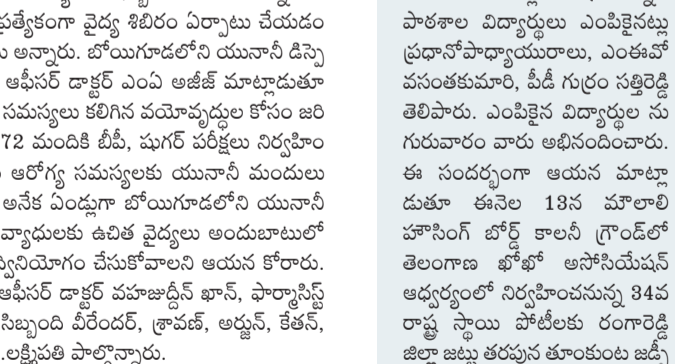 ప్రత్యేకంగా వైద్య శిబిరం ఏర్పాటు చేయడం
అన్నారు. బోయిగూడలోని యునానీ డిస్పె
ఆఫీసర్ డాక్టర్ ఎంఏ అజీజ్ మాట్లాడుతూ
సమస్యలు కలిగిన వయోవృద్ధుల కోసం జరి
72 మందికి బీపీ, షుగర్ పరీక్షలు నిర్వహిం
ఆరోగ్య సమస్యలకు యునానీ మందులు
అనేక ఏండ్లుగా బోయిగూడలోని యునానీ
వ్యాధులకు ఉచిత వైద్యలు అందుబాటులో
ద్వినియోగం చేసుకోవాలని ఆయన కోరారు.
ఆఫీసర్ డాక్టర్ వహజుద్దీన్ ఖాన్, ఫార్మాసిస్ట్
సిబ్బంది వీరేందర్, శ్రావణ్, అర్జున్, కేతన్,
లక్ష్మిపతి పాల్గొన్నారు.
పాఠశాల విద్యార్థులు ఎంపికైనట్లు
ప్రధానోపాధ్యాయురాలు, ఎంఈవో
వసంతకుమారి, పీడీ గుర్రం సత్తిరెడ్డి
తెలిపారు. ఎంపికైన విద్యార్థుల ను
గురువారం వారు అభినందించారు.
ఈ సందర్భంగా ఆయన మాట్లా
డుతూ ఈనెల 13న మౌలాలి
హౌసింగ్ బోర్డ్ కాలనీ గ్రౌండ్‌లో
తెలంగాణ ఖోఖో అసోసియేషన్
ఆధ్వర్యంలో నిర్వహించనున్న 34వ
రాష్ట్ర స్థాయి పోటీలకు రంగారెడ్డి
జిల్లా జట్టు తరపున తూంకుంట జడ్పీ